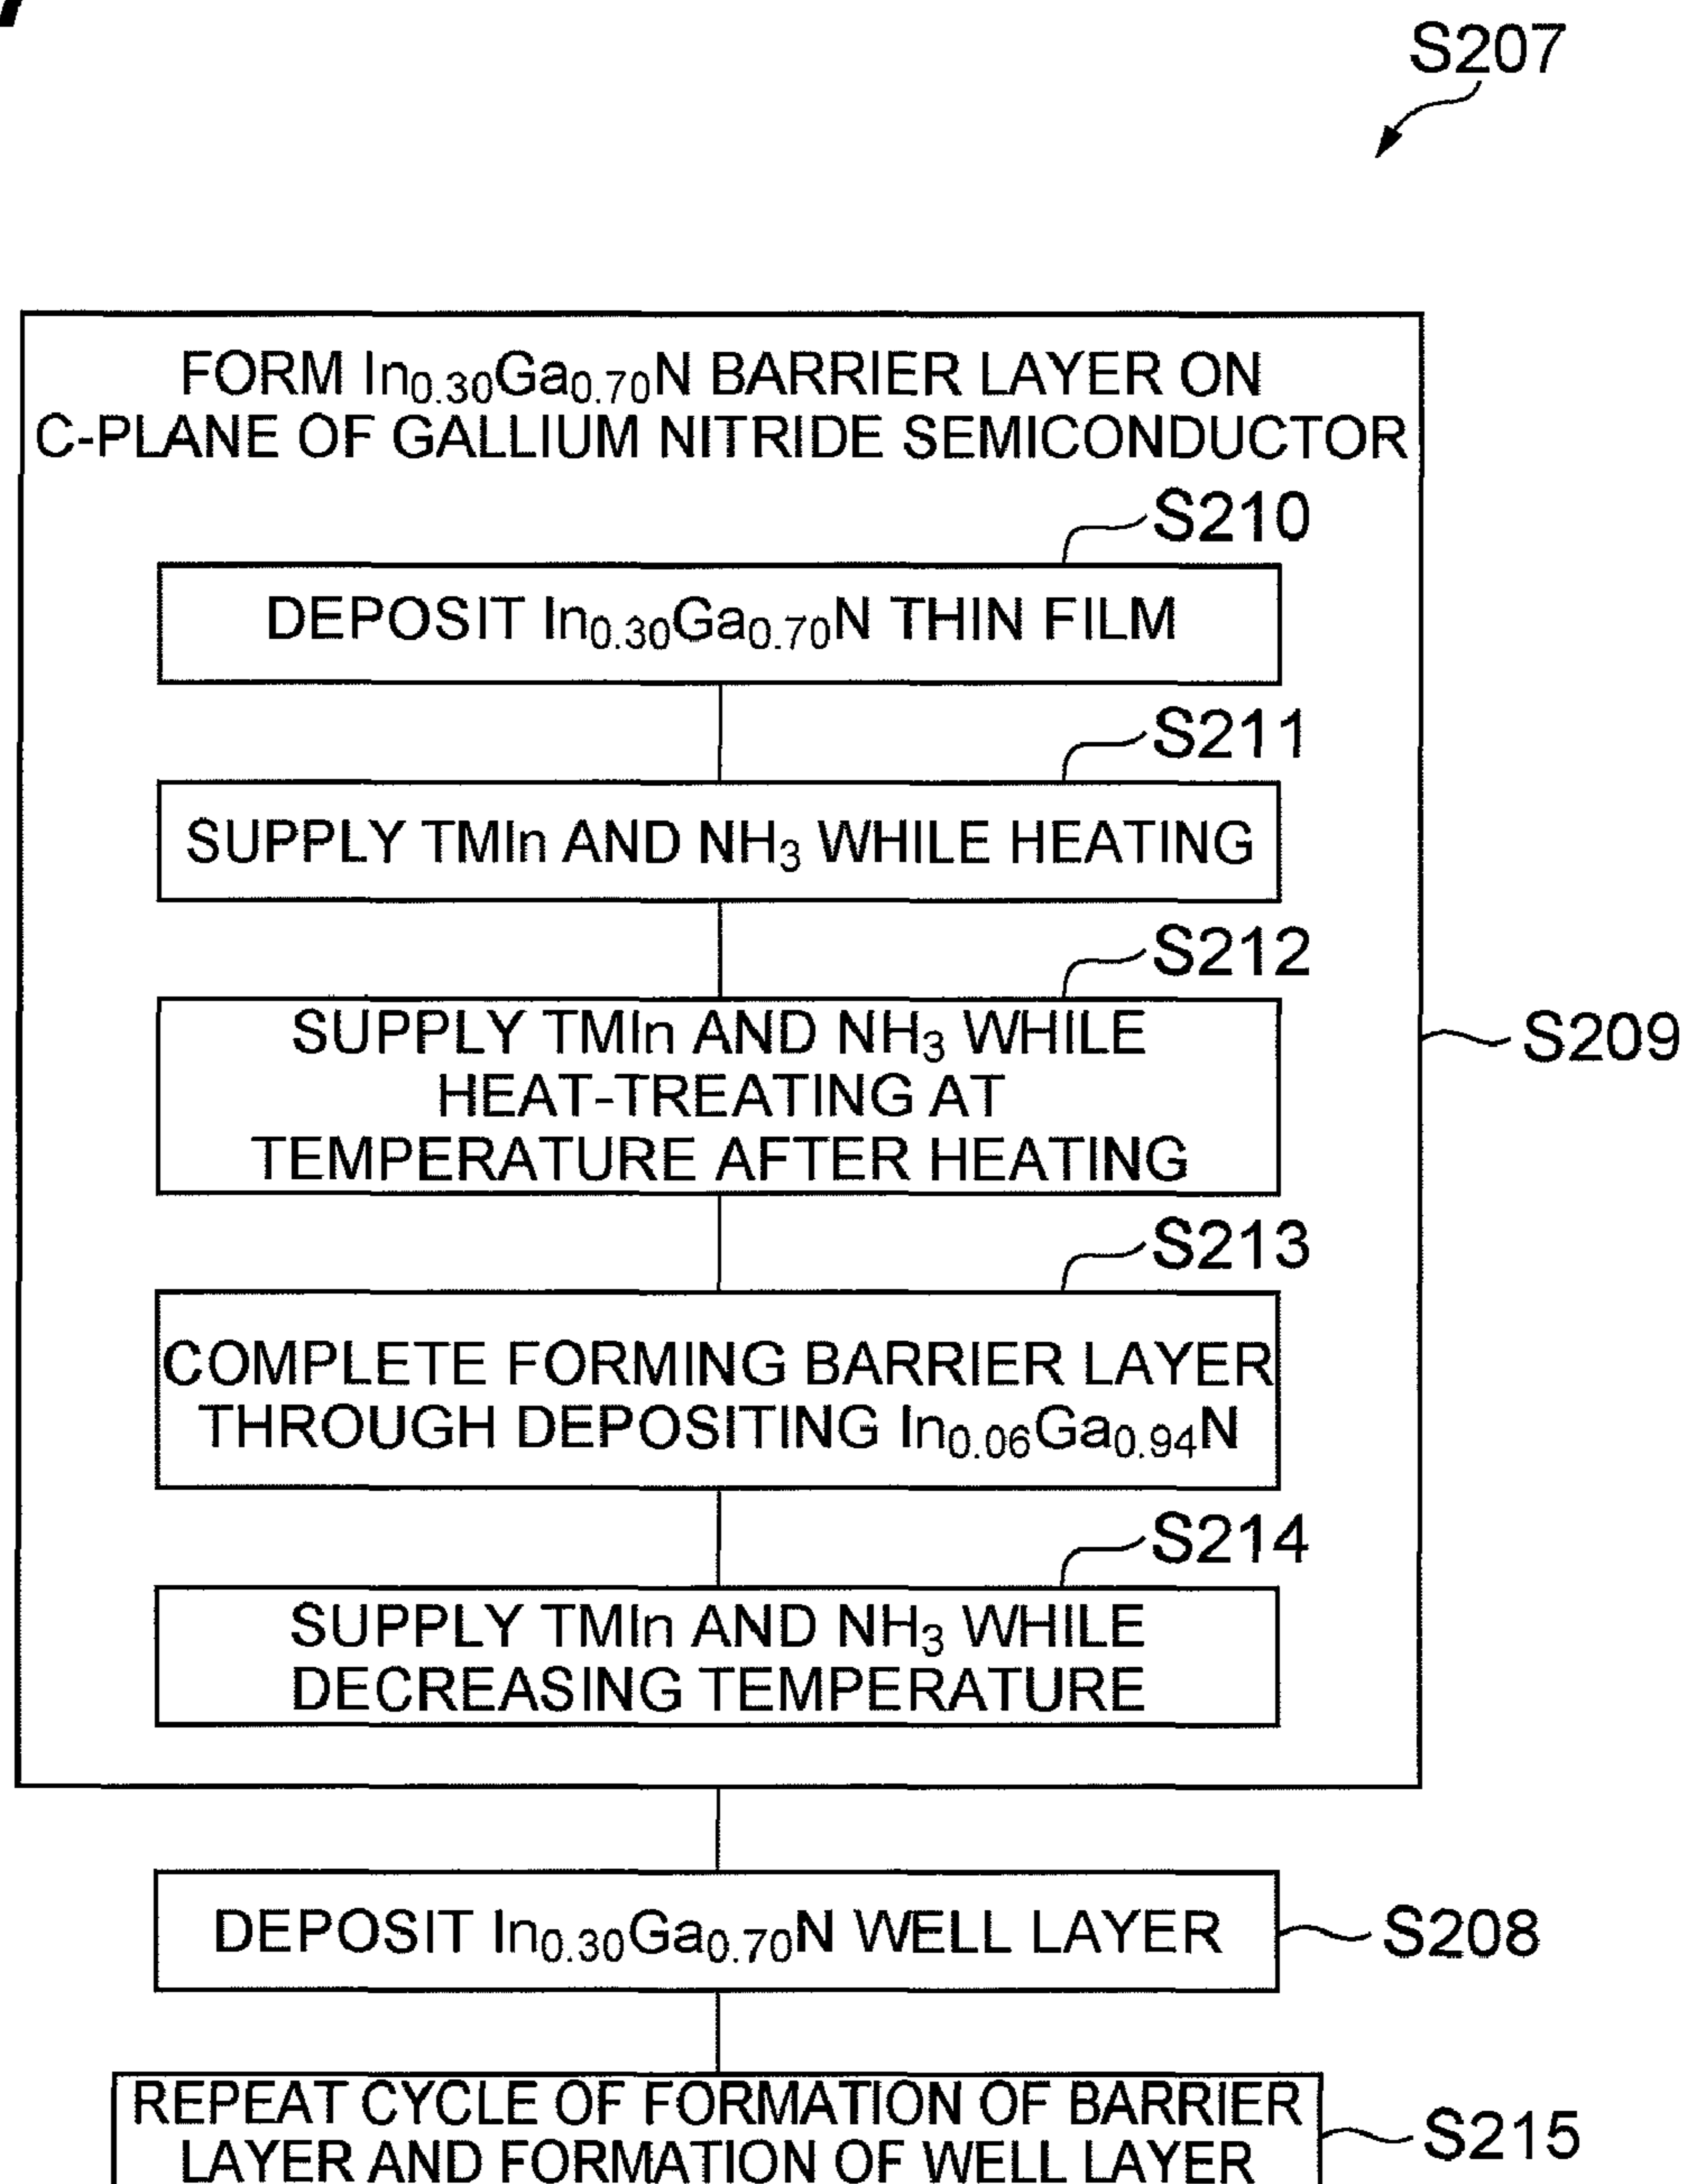 S207
FORM In₀.₃₀Ga₀.₇₀N BARRIER LAYER ON
C-PLANE OF GALLIUM NITRIDE SEMICONDUCTOR
S210
DEPOSIT In₀.₃₀Ga₀.₇₀N THIN FILM
S211
SUPPLY TMIn AND NH₃ WHILE HEATING
S212
SUPPLY TMIn AND NH₃ WHILE
HEAT-TREATING AT
TEMPERATURE AFTER HEATING
S209
S213
COMPLETE FORMING BARRIER LAYER
THROUGH DEPOSITING In₀.₀₆Ga₀.₉₄N
S214
SUPPLY TMIn AND NH₃ WHILE
DECREASING TEMPERATURE
DEPOSIT In₀.₃₀Ga₀.₇₀N WELL LAYER
S208
REPEAT CYCLE OF FORMATION OF BARRIER
LAYER AND FORMATION OF WELL LAYER
S215